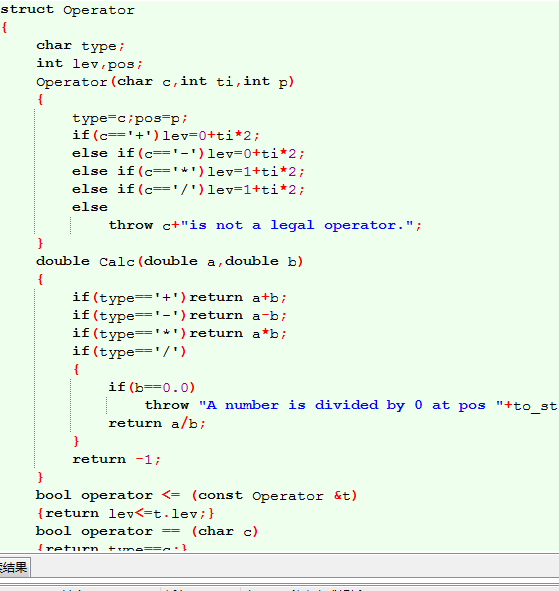 struct Operator
{
    char type;
    int lev,pos;
    Operator(char c,int ti,int p)
    {
        type=c;pos=p;
        if(c=='+')lev=0+ti*2;
        else if(c=='-')lev=0+ti*2;
        else if(c=='*')lev=1+ti*2;
        else if(c=='/')lev=1+ti*2;
        else
            throw c+"is not a legal operator.";
    }
    double Calc(double a,double b)
    {
        if(type=='+')return a+b;
        if(type=='-')return a-b;
        if(type=='*')return a*b;
        if(type=='/')
        {
            if(b==0.0)
                throw "A number is divided by 0 at pos "+to_st
            return a/b;
        }
        return -1;
    }
    bool operator <= (const Operator &t)
    {return lev<=t.lev;}
    bool operator == (char c)
    {return type==c;}
结果